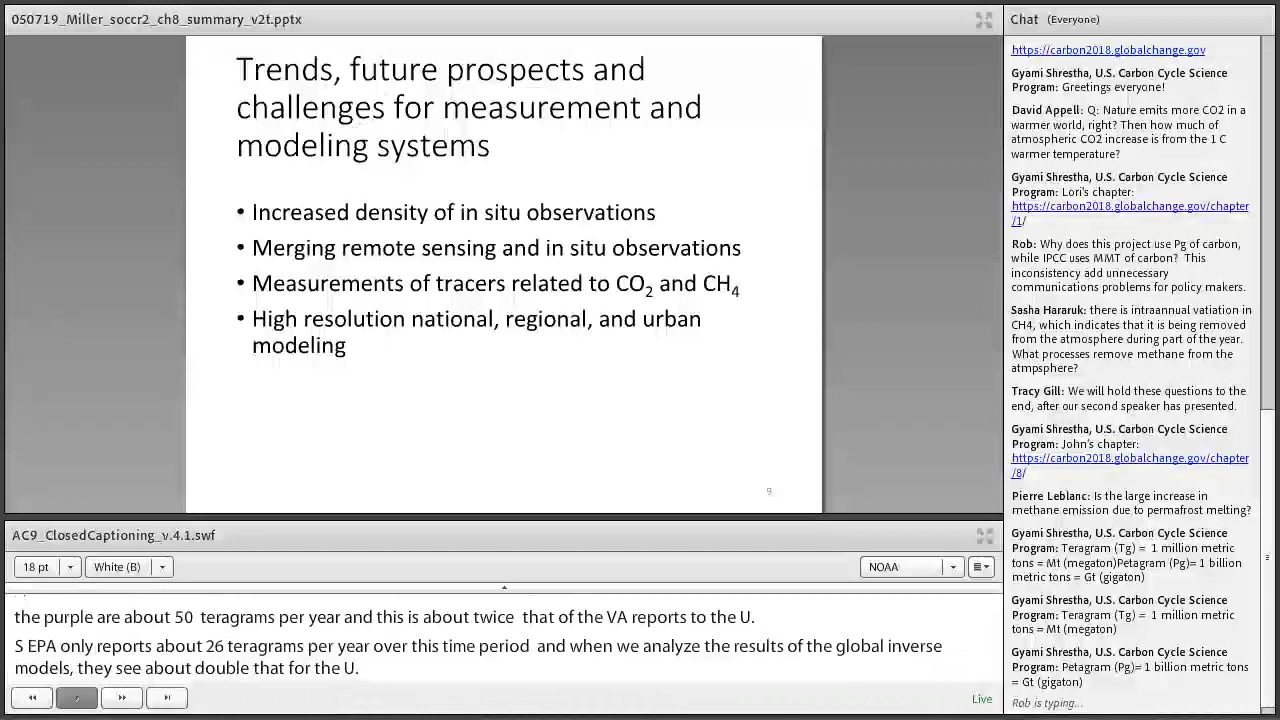 050719_Miller_soccr2_ch8_summary_v2t.pptx
Trends, future prospects and
challenges for measurement and
modeling systems
• Increased density of in situ observations
• Merging remote sensing and in situ observations
• Measurements of tracers related to CO2 and CH4
• High resolution national, regional, and urban
modeling
9
AC9_ClosedCaptioning_v.4.1.swf
18 pt
White (B)
NOAA
the purple are about 50 teragrams per year and this is about twice that of the VA reports to the U.
S EPA only reports about 26 teragrams per year over this time period and when we analyze the results of the global inverse
models, they see about double that for the U.
Live
Chat (Everyone)
https://carbon2018.globalchange.gov
Gyami Shrestha, U.S. Carbon Cycle Science
Program: Greetings everyone!
David Appell: Q: Nature emits more CO2 in a
warmer world, right? Then how much of
atmospheric CO2 increase is from the 1 C
warmer temperature?
Gyami Shrestha, U.S. Carbon Cycle Science
Program: Lori's chapter:
https://carbon2018.globalchange.gov/chapter
/1/
Rob: Why does this project use Pg of carbon,
while IPCC uses MMT of carbon? This
inconsistency add unnecessary
communications problems for policy makers.
Sasha Hararuk: there is intraannual variation in
CH4, which indicates that it is being removed
from the atmosphere during part of the year.
What processes remove methane from the
atmpsphere?
Tracy Gill: We will hold these questions to the
end, after our second speaker has presented.
Gyami Shrestha, U.S. Carbon Cycle Science
Program: John's chapter:
https://carbon2018.globalchange.gov/chapter
/8/
Pierre Leblanc: Is the large increase in
methane emission due to permafrost melting?
Gyami Shrestha, U.S. Carbon Cycle Science
Program: Teragram (Tg) = 1 million metric
tons = Mt (megaton)Petagram (Pg)= 1 billion
metric tons = Gt (gigaton)
Gyami Shrestha, U.S. Carbon Cycle Science
Program: Teragram (Tg) = 1 million metric
tons = Mt (megaton)
Gyami Shrestha, U.S. Carbon Cycle Science
Program: Petagram (Pg)= 1 billion metric tons
= Gt (gigaton)
Rob is typing...